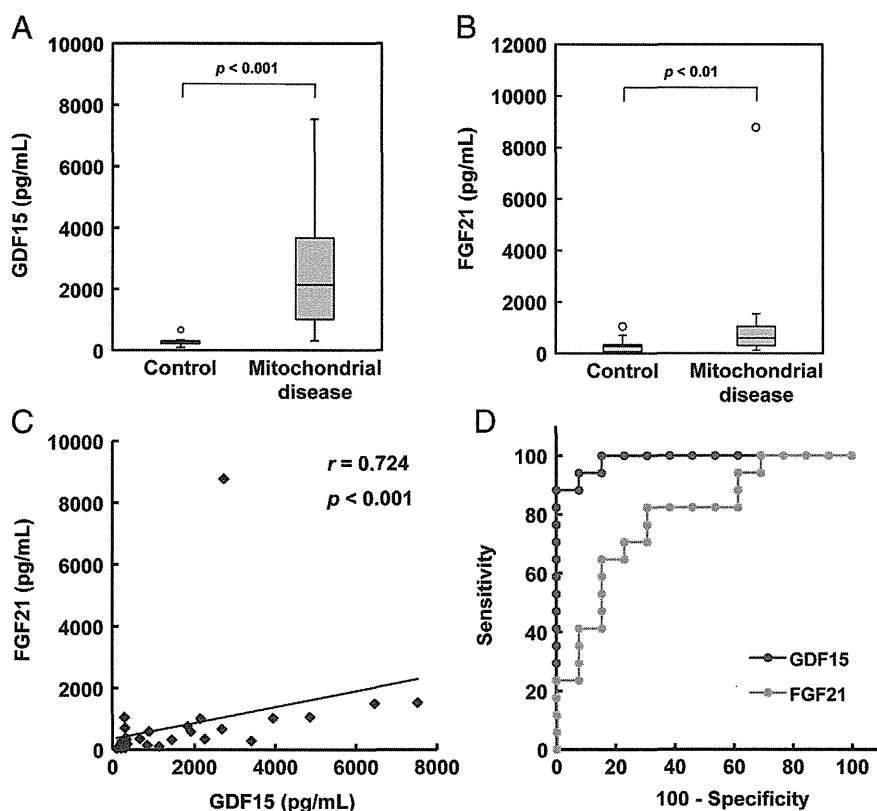 A
10000
8000
6000
4000
2000
0
GDF15 (pg/mL)
p < 0.001
Control
Mitochondrial
disease
B
12000
10000
8000
6000
4000
2000
0
FGF21 (pg/mL)
p < 0.01
Control
Mitochondrial
disease
C
10000
8000
6000
4000
2000
0
FGF21 (pg/mL)
r = 0.724
p < 0.001
0
2000
4000
6000
8000
GDF15 (pg/mL)
D
100
80
60
40
20
0
Sensitivity
GDF15
FGF21
0
20
40
60
80
100
100 - Specificity